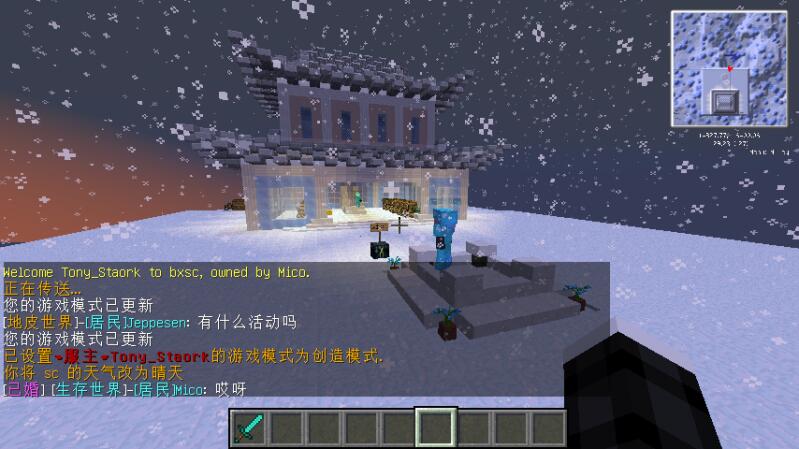 Welcome Tony_Staork to bxsc, owned by Mico.
正在传送...
您的游戏模式已更新
[地皮世界]-[居民]Jeppesen: 有什么活动吗
您的游戏模式已更新
已设置★服主★Tony_Staork的游戏模式为创造模式.
你将 sc 的天气改为晴天
[已婚] [生存世界]-[居民]Mico: 哎呀